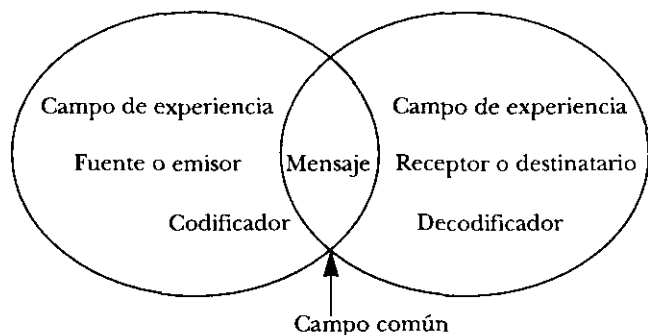 Campo de experiencia
Fuente o emisor
Codificador
Mensaje
Campo de experiencia
Receptor o destinatario
Decodificador
Campo común